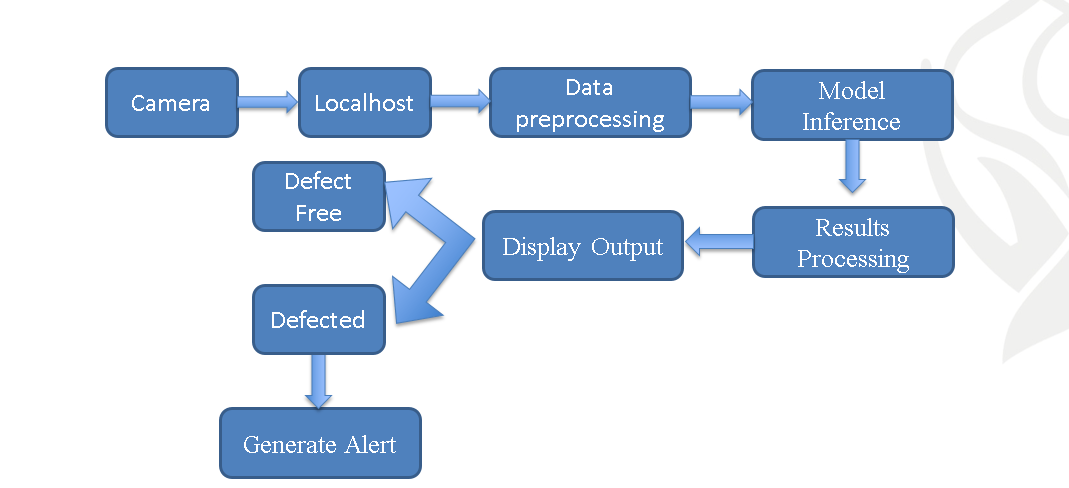 Camera
Localhost
Data
preprocessing
Model
Inference
Defect
Free
Display Output
Results
Processing
Defected
Generate Alert